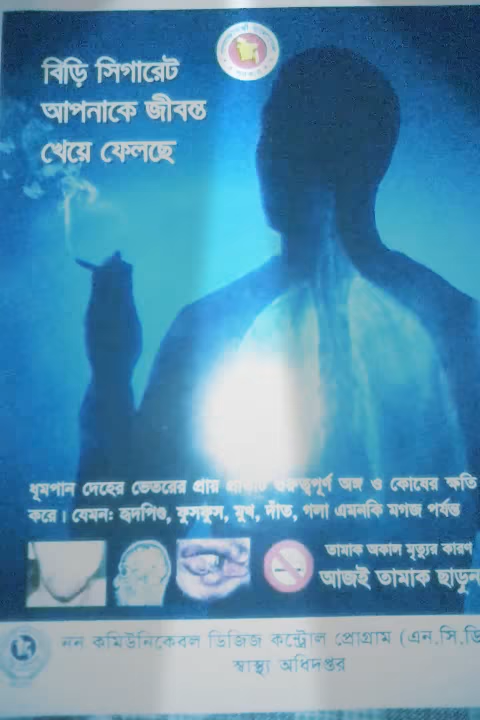 বিড়ি সিগারেট
আপনাকে জীবন্ত
খেয়ে ফেলছে
ধূমপান দেহের ভেতরের প্রায় গুরুত্বপূর্ণ অঙ্গ ও কোষের ক্ষতি
করে। যেমন: হৃদপিণ্ড, ফুসফুস, মুখ, দাঁত, গলা এমনকি মগজ পর্যন্ত
তামাক অকাল মৃত্যুর কারণ
আজই তামাক ছাড়ুন
নন কমিউনিকেবল ডিজিজ কন্ট্রোল প্রোগ্রাম (এন.সি.ডি
স্বাস্থ্য অধিদপ্তর